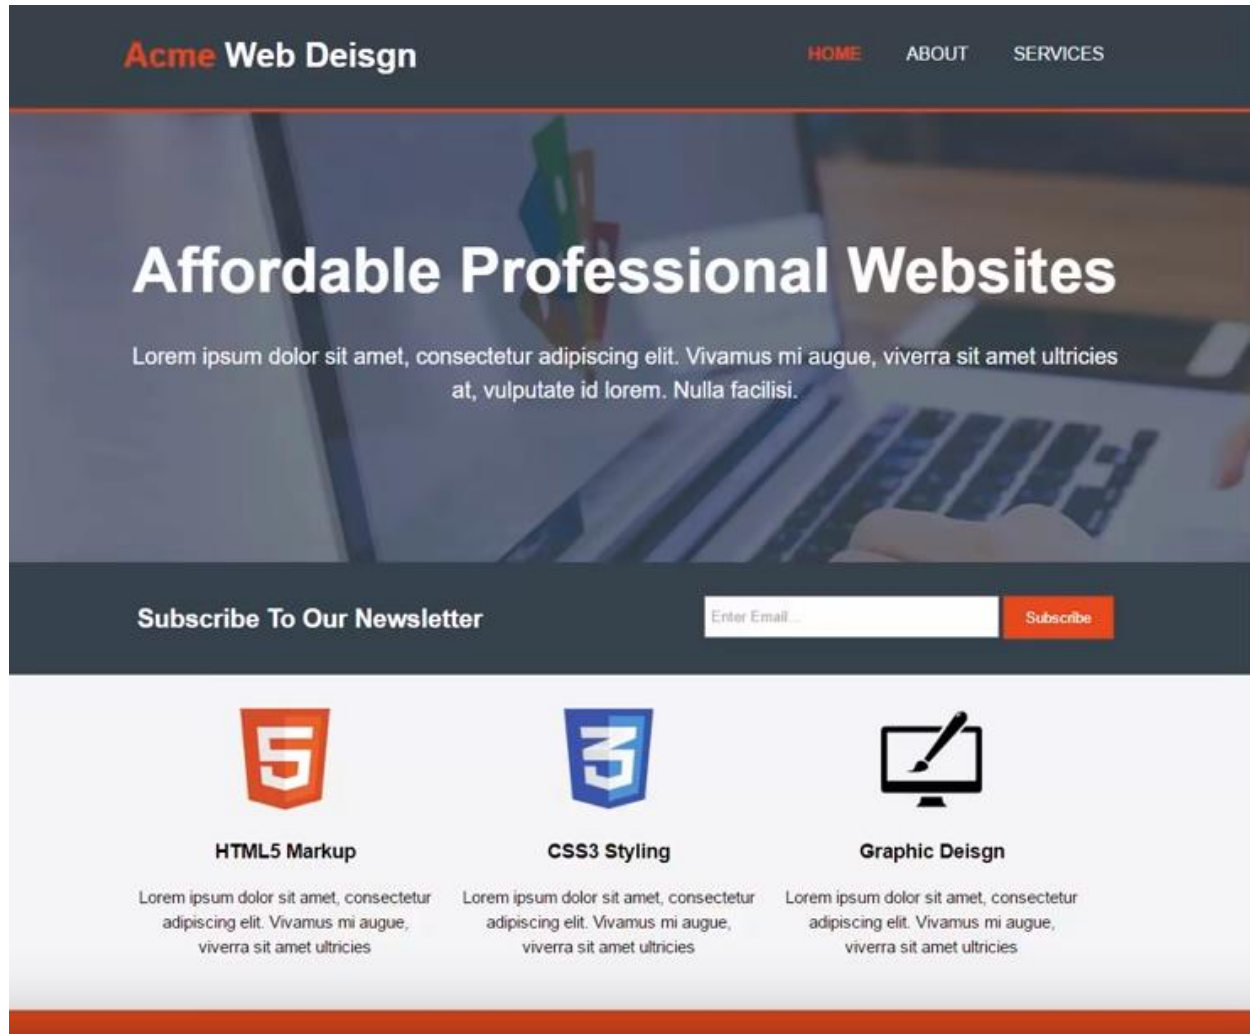 Acme Web Deisgn
HOME ABOUT SERVICES
Affordable Professional Websites
Lorem ipsum dolor sit amet, consectetur adipiscing elit. Vivamus mi augue, viverra sit amet ultricies
at, vulputate id lorem. Nulla facilisi.
Subscribe To Our Newsletter
Enter Email...
Subscribe
HTML5 Markup
Lorem ipsum dolor sit amet, consectetur
adipiscing elit. Vivamus mi augue,
viverra sit amet ultricies
CSS3 Styling
Lorem ipsum dolor sit amet, consectetur
adipiscing elit. Vivamus mi augue,
viverra sit amet ultricies
Graphic Deisgn
Lorem ipsum dolor sit amet, consectetur
adipiscing elit. Vivamus mi augue,
viverra sit amet ultricies